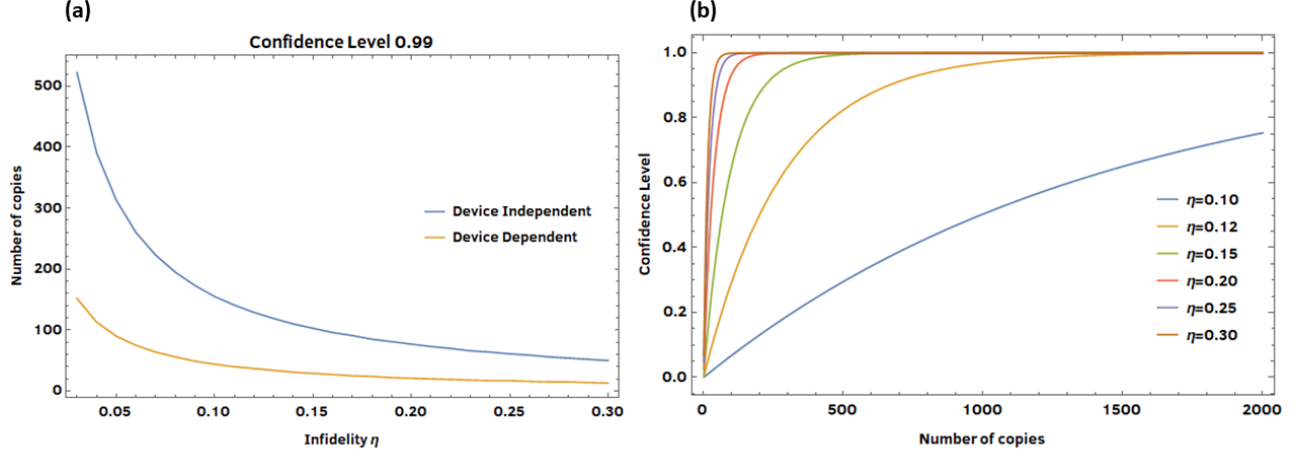 (a)
Confidence Level 0.99
Number of copies
500
400
300
200
100
0
0.05 0.10 0.15 0.20 0.25 0.30
Infidelity η
Device Independent
Device Dependent
(b)
Confidence Level
1.0
0.8
0.6
0.4
0.2
0.0
0 500 1000 1500 2000
Number of copies
η=0.10
η=0.12
η=0.15
η=0.20
η=0.25
η=0.30